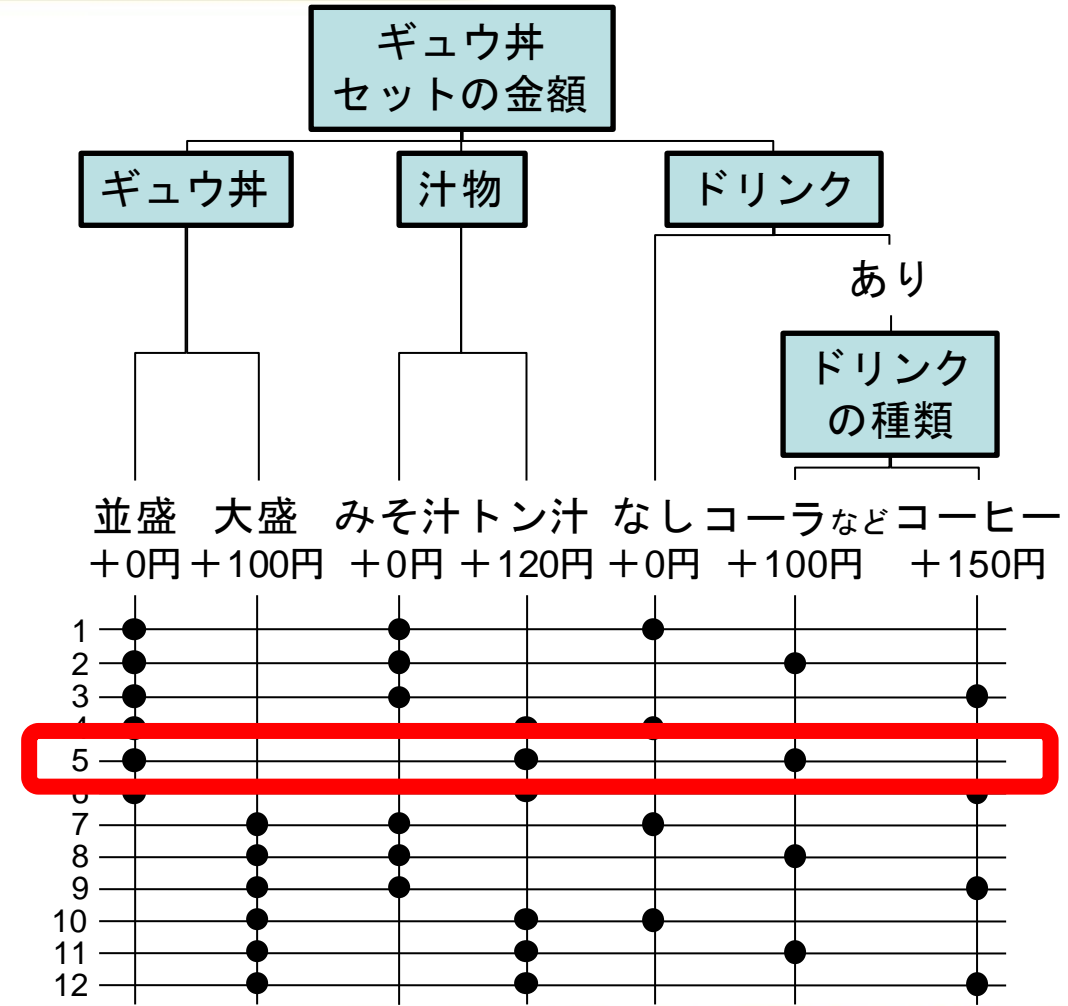 ギュウ丼
セットの金額
ギュウ丼 汁物 ドリンク
あり
ドリンク
の種類
並盛 大盛 みそ汁 トン汁 なし コーラなど コーヒー
+0円 +100円 +0円 +120円 +0円 +100円 +150円
1
2
3
4
5
6
7
8
9
10
11
12